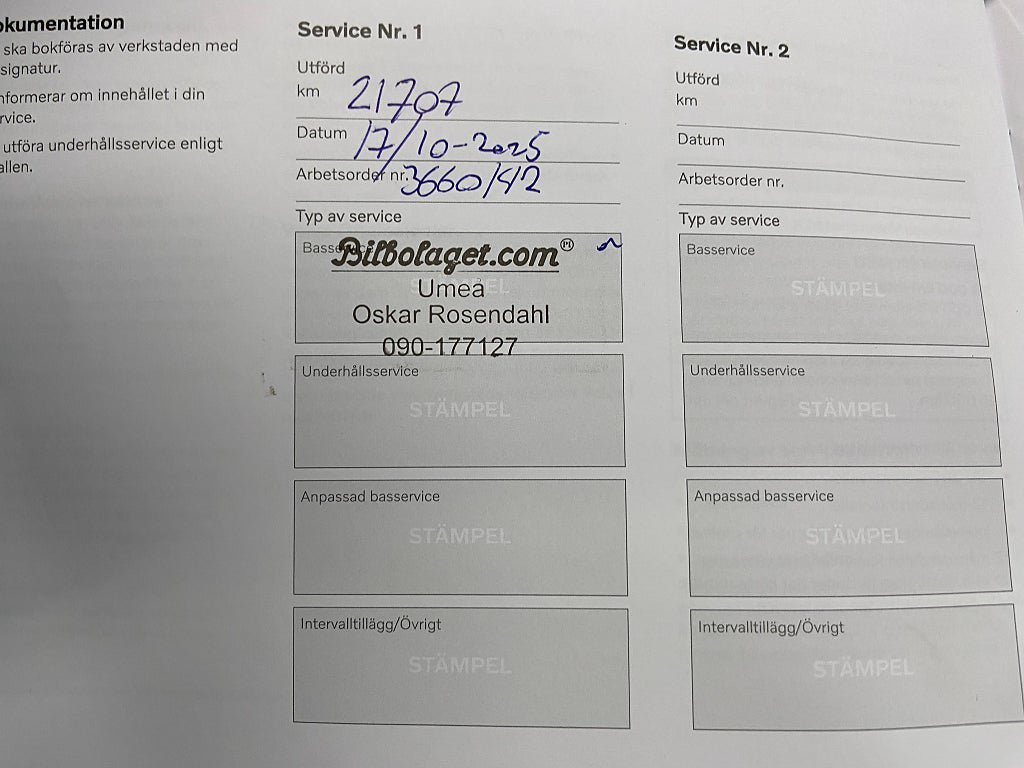 okumentation
ska bokföras av verkstaden med
signatur.
nformerar om innehållet i din
rvice.
utföra underhållsservice enligt
allen.
Service Nr. 1
Utförd
km 21707
Datum 17/10-2025
Arbetsorder nr. 3660142
Typ av service
Basservice
Bilbolaget.com
Umeå
Oskar Rosendahl
090-177127
Underhållsservice
STÄMPEL
Anpassad basservice
STÄMPEL
Intervalltillägg/Övrigt
STÄMPEL
Service Nr. 2
Utförd
km
Datum
Arbetsorder nr.
Typ av service
Basservice
STÄMPEL
Underhållsservice
STÄMPEL
Anpassad basservice
STÄMPEL
Intervalltillägg/Övrigt
STÄMPEL